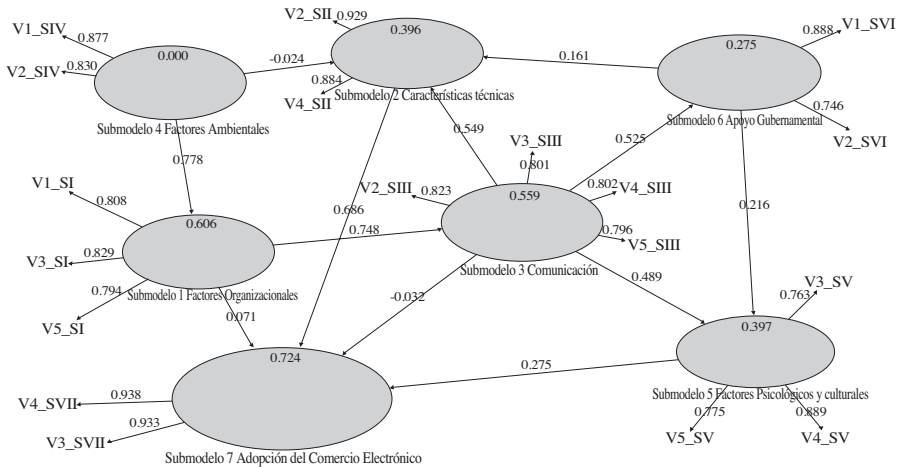 V2_SII
0.929
0.396
V1_SIV
0.877
0.000
V2_SIV
0.830
-0.024
0.884
V4_SII
Submodelo 2 Características técnicas
0.161
0.275
0.888
V1_SVI
0.746
V2_SVI
Submodelo 6 Apoyo Gubernamental
Submodelo 4 Factores Ambientales
0.778
0.549
0.525
V3_SIII
0.801
V2_SIII
0.823
0.559
0.802
V4_SIII
0.796
V5_SIII
Submodelo 3 Comunicación
V1_SI
0.808
0.606
V3_SI
0.829
0.794
V5_SI
Submodelo 1 Factores Organizacionales
0.686
0.748
0.216
0.071
-0.032
0.489
V3_SV
0.763
0.397
0.724
0.275
Submodelo 5 Factores Psicológicos y culturales
0.775
V5_SV
0.889
V4_SV
V4_SVII
0.938
0.933
V3_SVII
Submodelo 7 Adopción del Comercio Electrónico